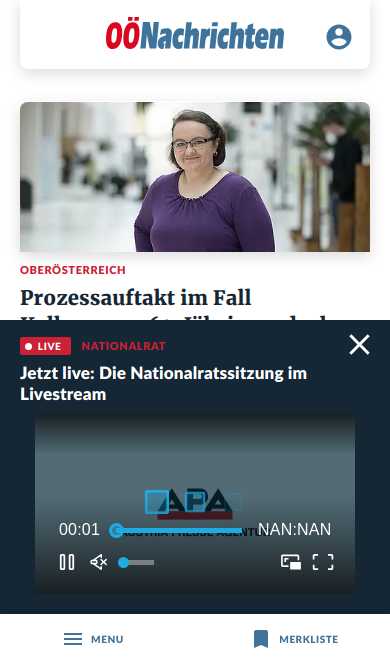 OÖNachrichten
OBERÖSTERREICH
Prozessauftakt im Fall
LIVE NATIONALRAT
Jetzt live: Die Nationalratssitzung im
Livestream
APA
AUSTRIA PRESSE AGENTUR
00:01 NAN:NAN
MENU MERKLISTE